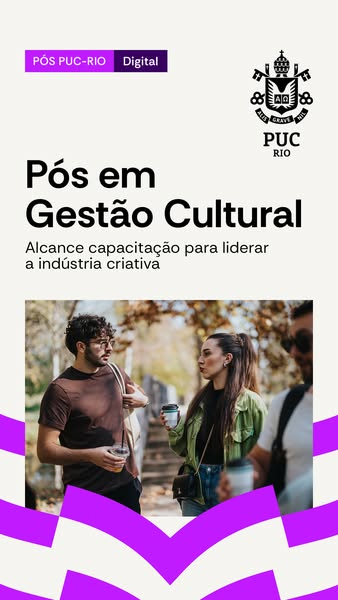 PÓS PUC-RIO Digital
ALIS GRAVE NIL
PUC
RIO
Pós em
Gestão Cultural
Alcance capacitação para liderar
a indústria criativa